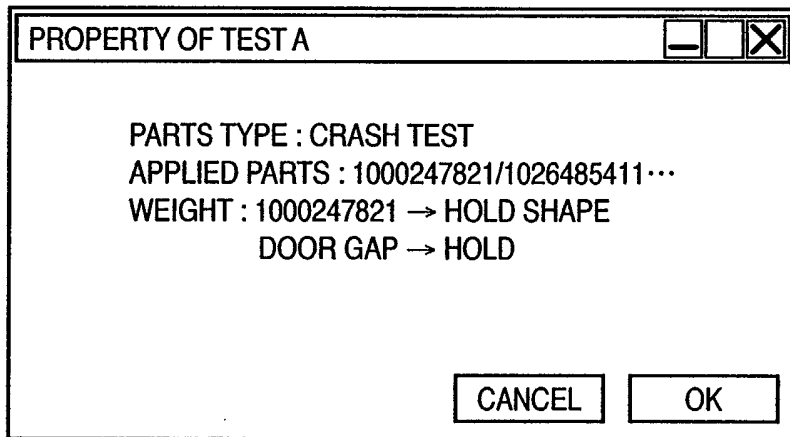 PROPERTY OF TEST A
PARTS TYPE : CRASH TEST
APPLIED PARTS : 1000247821/1026485411···
WEIGHT : 1000247821 → HOLD SHAPE
DOOR GAP → HOLD
CANCEL OK